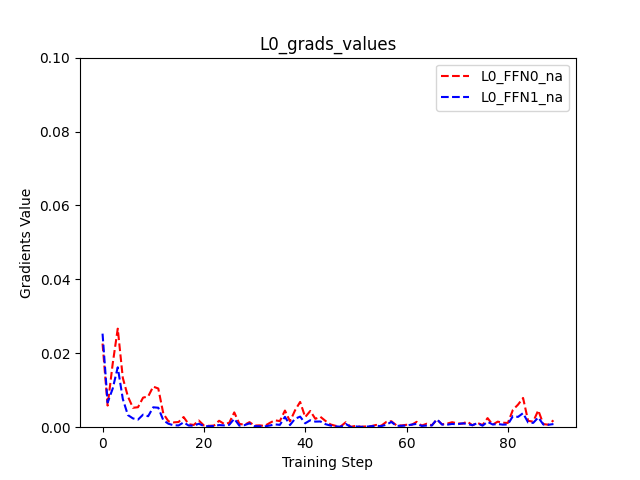 L0_grads_values
L0_FFN0_na
L0_FFN1_na
Gradients Value
0.10
0.08
0.06
0.04
0.02
0.00
0
20
40
60
80
Training Step